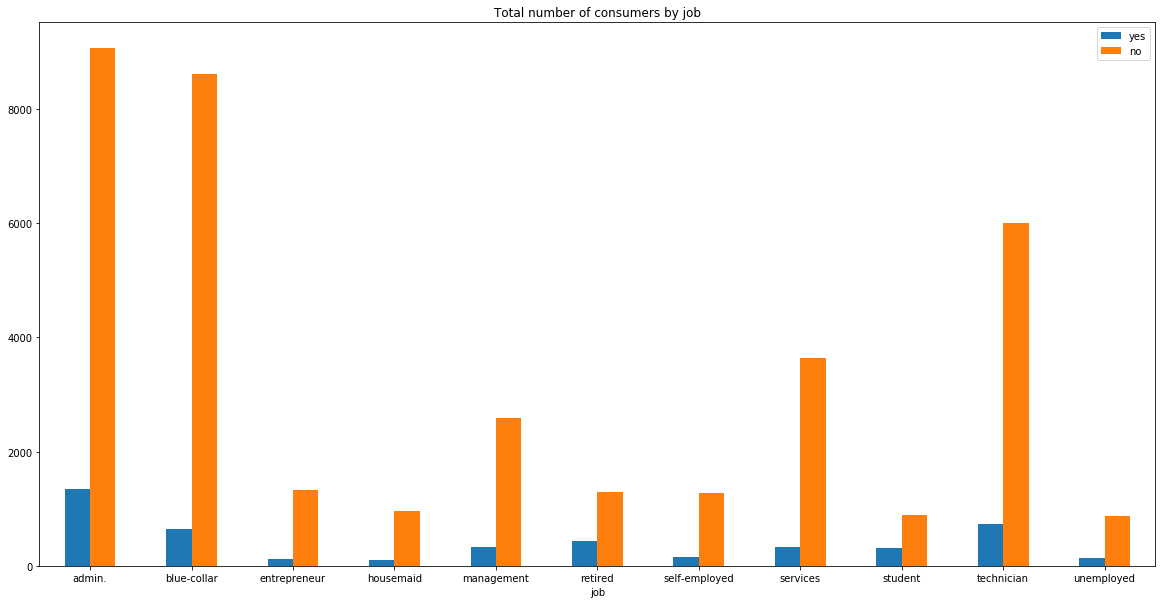 Total number of consumers by job
yes
no
8000
6000
4000
2000
0
admin. blue-collar entrepreneur housemaid management retired self-employed services student technician unemployed
job